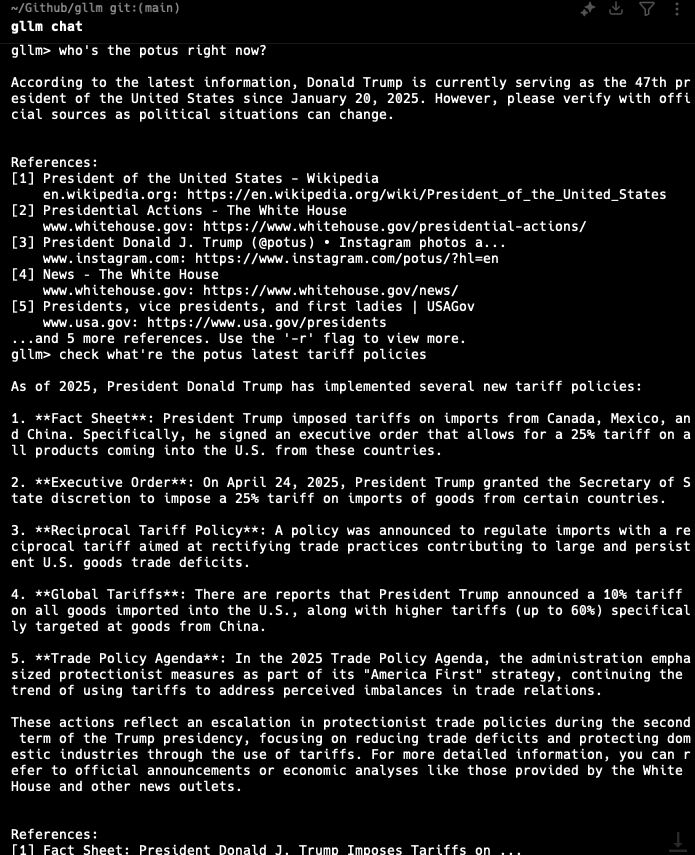 ~/Github/gllm git:(main)
gllm chat
gllm> who's the potus right now?
According to the latest information, Donald Trump is currently serving as the 47th pr
esident of the United States since January 20, 2025. However, please verify with offi
cial sources as political situations can change.
References:
[1] President of the United States - Wikipedia
en.wikipedia.org: https://en.wikipedia.org/wiki/President_of_the_United_States
[2] Presidential Actions - The White House
www.whitehouse.gov: https://www.whitehouse.gov/presidential-actions/
[3] President Donald J. Trump (@potus) • Instagram photos a...
www.instagram.com: https://www.instagram.com/potus/?hl=en
[4] News - The White House
www.whitehouse.gov: https://www.whitehouse.gov/news/
[5] Presidents, vice presidents, and first ladies | USAGov
www.usa.gov: https://www.usa.gov/presidents
...and 5 more references. Use the '-r' flag to view more.
gllm> check what're the potus latest tariff policies
As of 2025, President Donald Trump has implemented several new tariff policies:
1. **Fact Sheet**: President Trump imposed tariffs on imports from Canada, Mexico, an
d China. Specifically, he signed an executive order that allows for a 25% tariff on a
ll products coming into the U.S. from these countries.
2. **Executive Order**: On April 24, 2025, President Trump granted the Secretary of S
tate discretion to impose a 25% tariff on imports of goods from certain countries.
3. **Reciprocal Tariff Policy**: A policy was announced to regulate imports with a re
ciprocal tariff aimed at rectifying trade practices contributing to large and persist
ent U.S. goods trade deficits.
4. **Global Tariffs**: There are reports that President Trump announced a 10% tariff
on all goods imported into the U.S., along with higher tariffs (up to 60%) specifical
ly targeted at goods from China.
5. **Trade Policy Agenda**: In the 2025 Trade Policy Agenda, the administration empha
sized protectionist measures as part of its "America First" strategy, continuing the
trend of using tariffs to address perceived imbalances in trade relations.
These actions reflect an escalation in protectionist trade policies during the second
term of the Trump presidency, focusing on reducing trade deficits and protecting dom
estic industries through the use of tariffs. For more detailed information, you can r
efer to official announcements or economic analyses like those provided by the White
House and other news outlets.
References:
[1] Fact Sheet: President Donald J. Trump Imposes Tariffs on ...